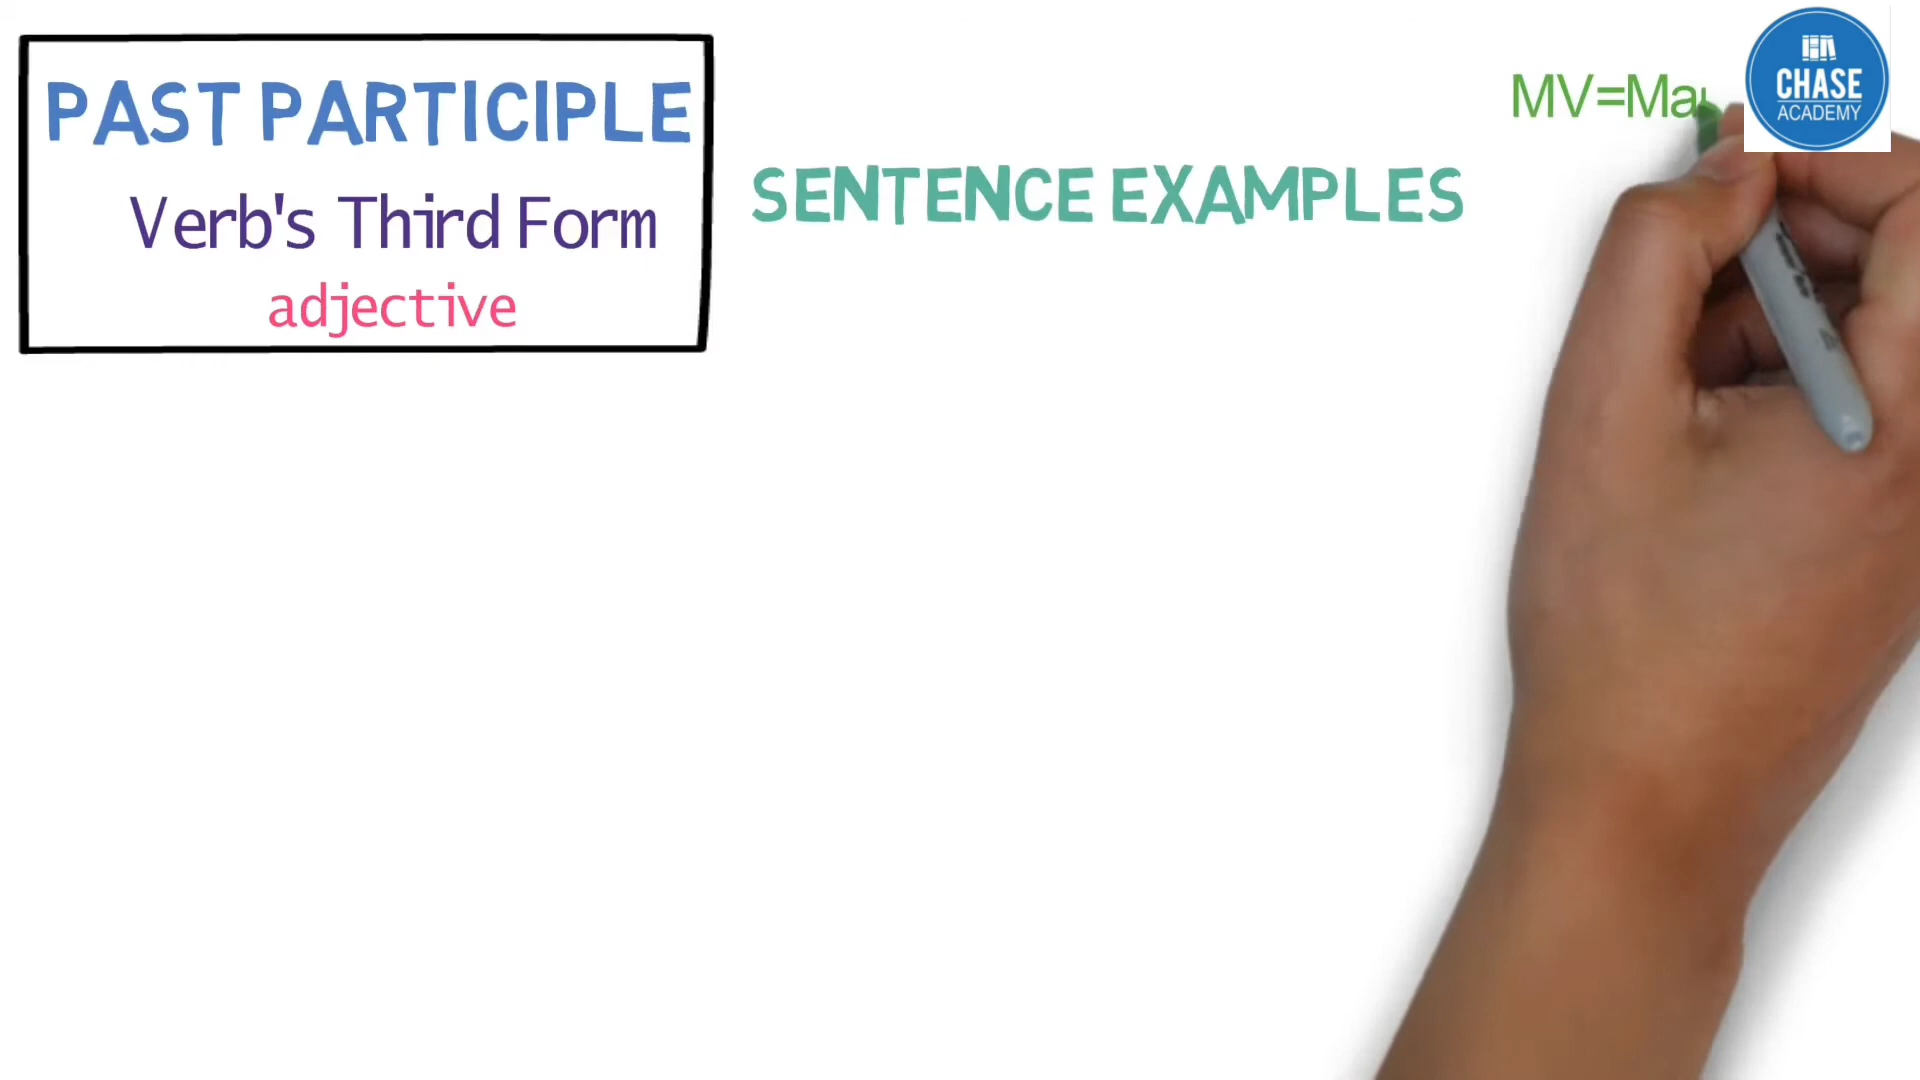 PAST PARTICIPLE
Verb's Third Form
adjective
SENTENCE EXAMPLES
MV=Ma
CHASE
ACADEMY